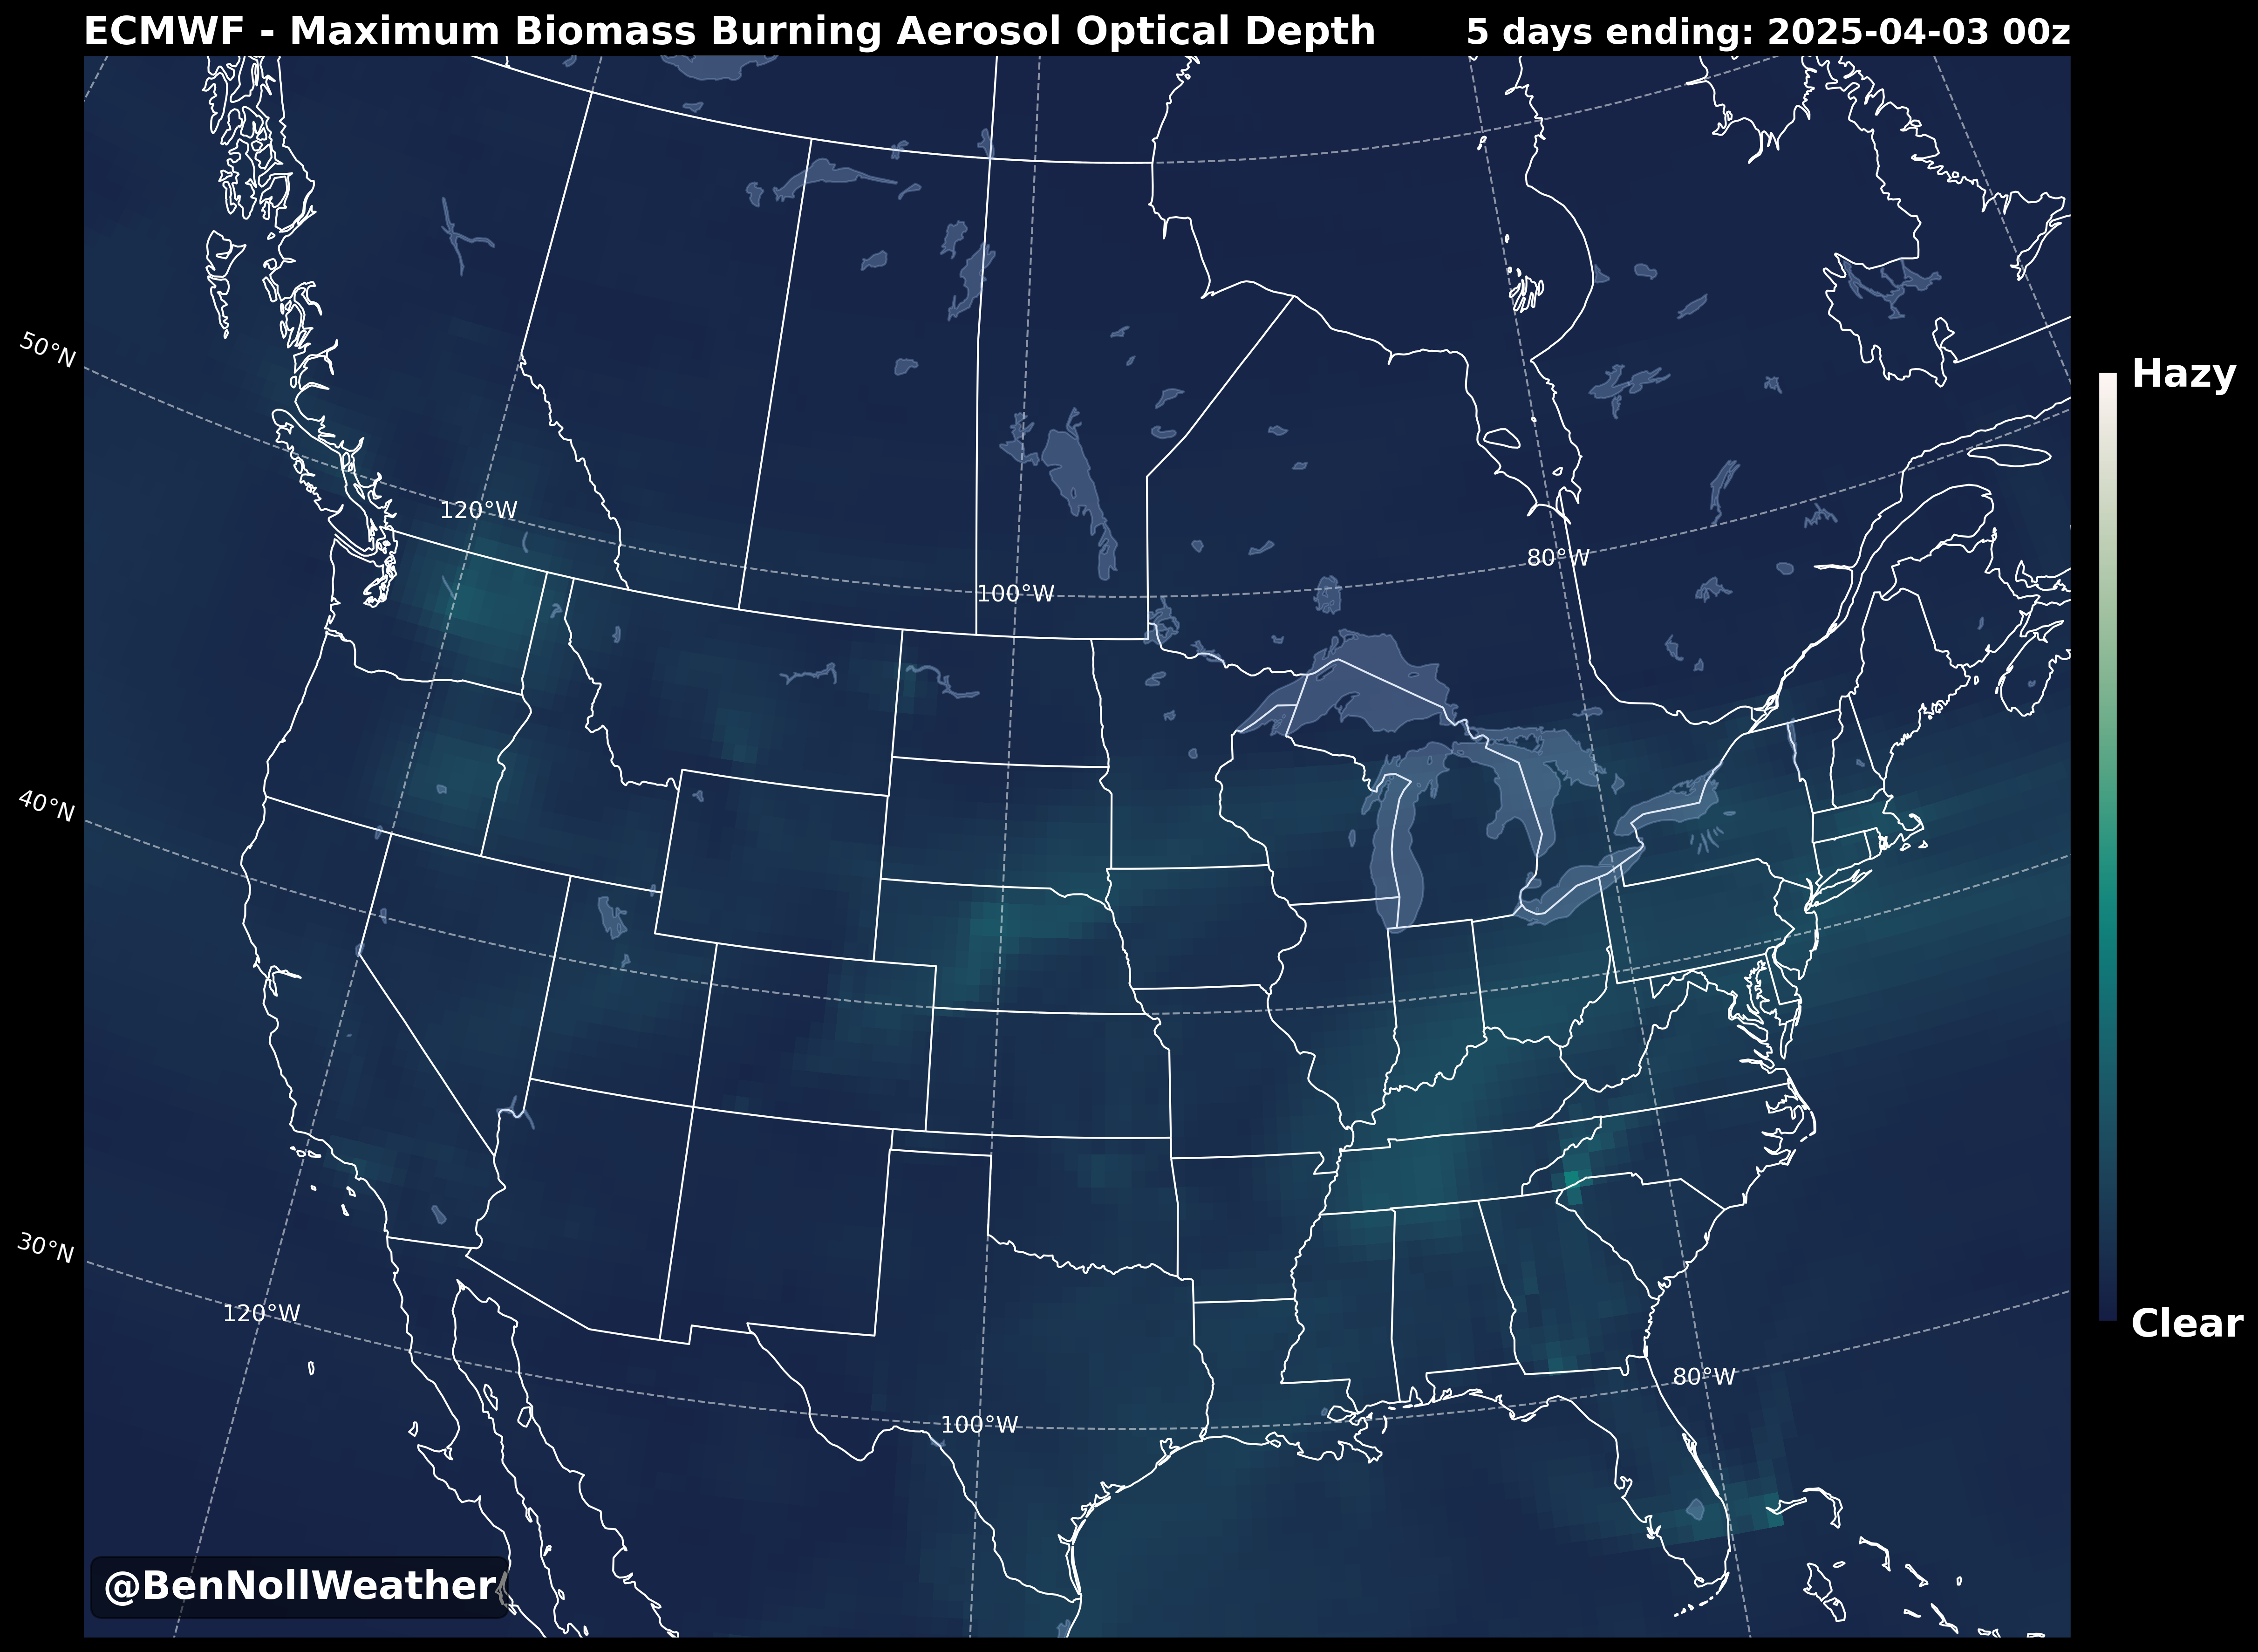 ECMWF - Maximum Biomass Burning Aerosol Optical Depth
5 days ending: 2025-04-03 00z
50°N
Hazy
120°W
80°W
100°W
40°N
30°N
120°W
Clear
80°W
100°W
@BenNollWeather